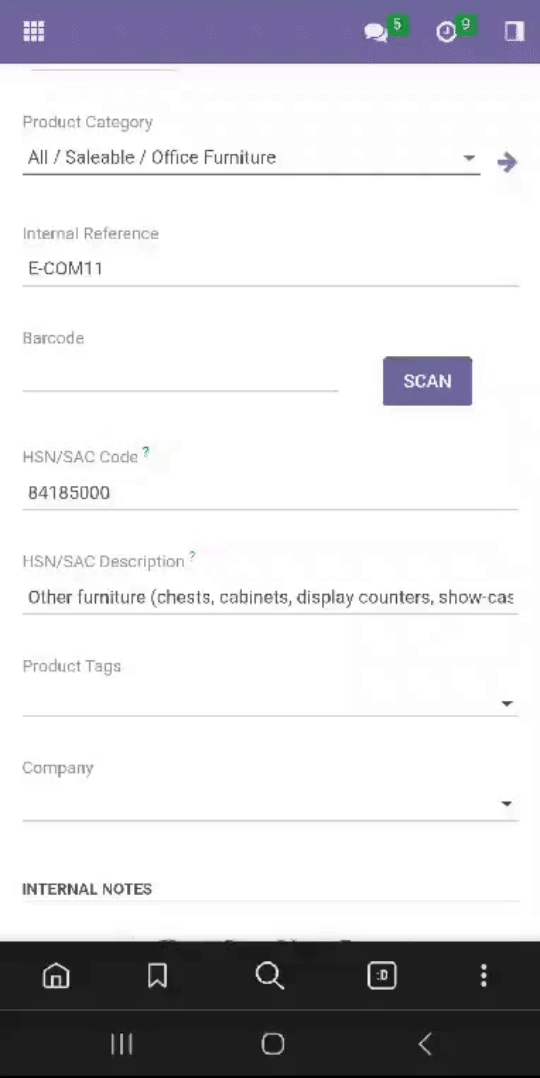 5
9
Product Category
All / Saleable / Office Furniture
Internal Reference
E-COM11
Barcode
SCAN
HSN/SAC Code ?
84185000
HSN/SAC Description ?
Other furniture (chests, cabinets, display counters, show-cas
Product Tags
Company
INTERNAL NOTES
:D